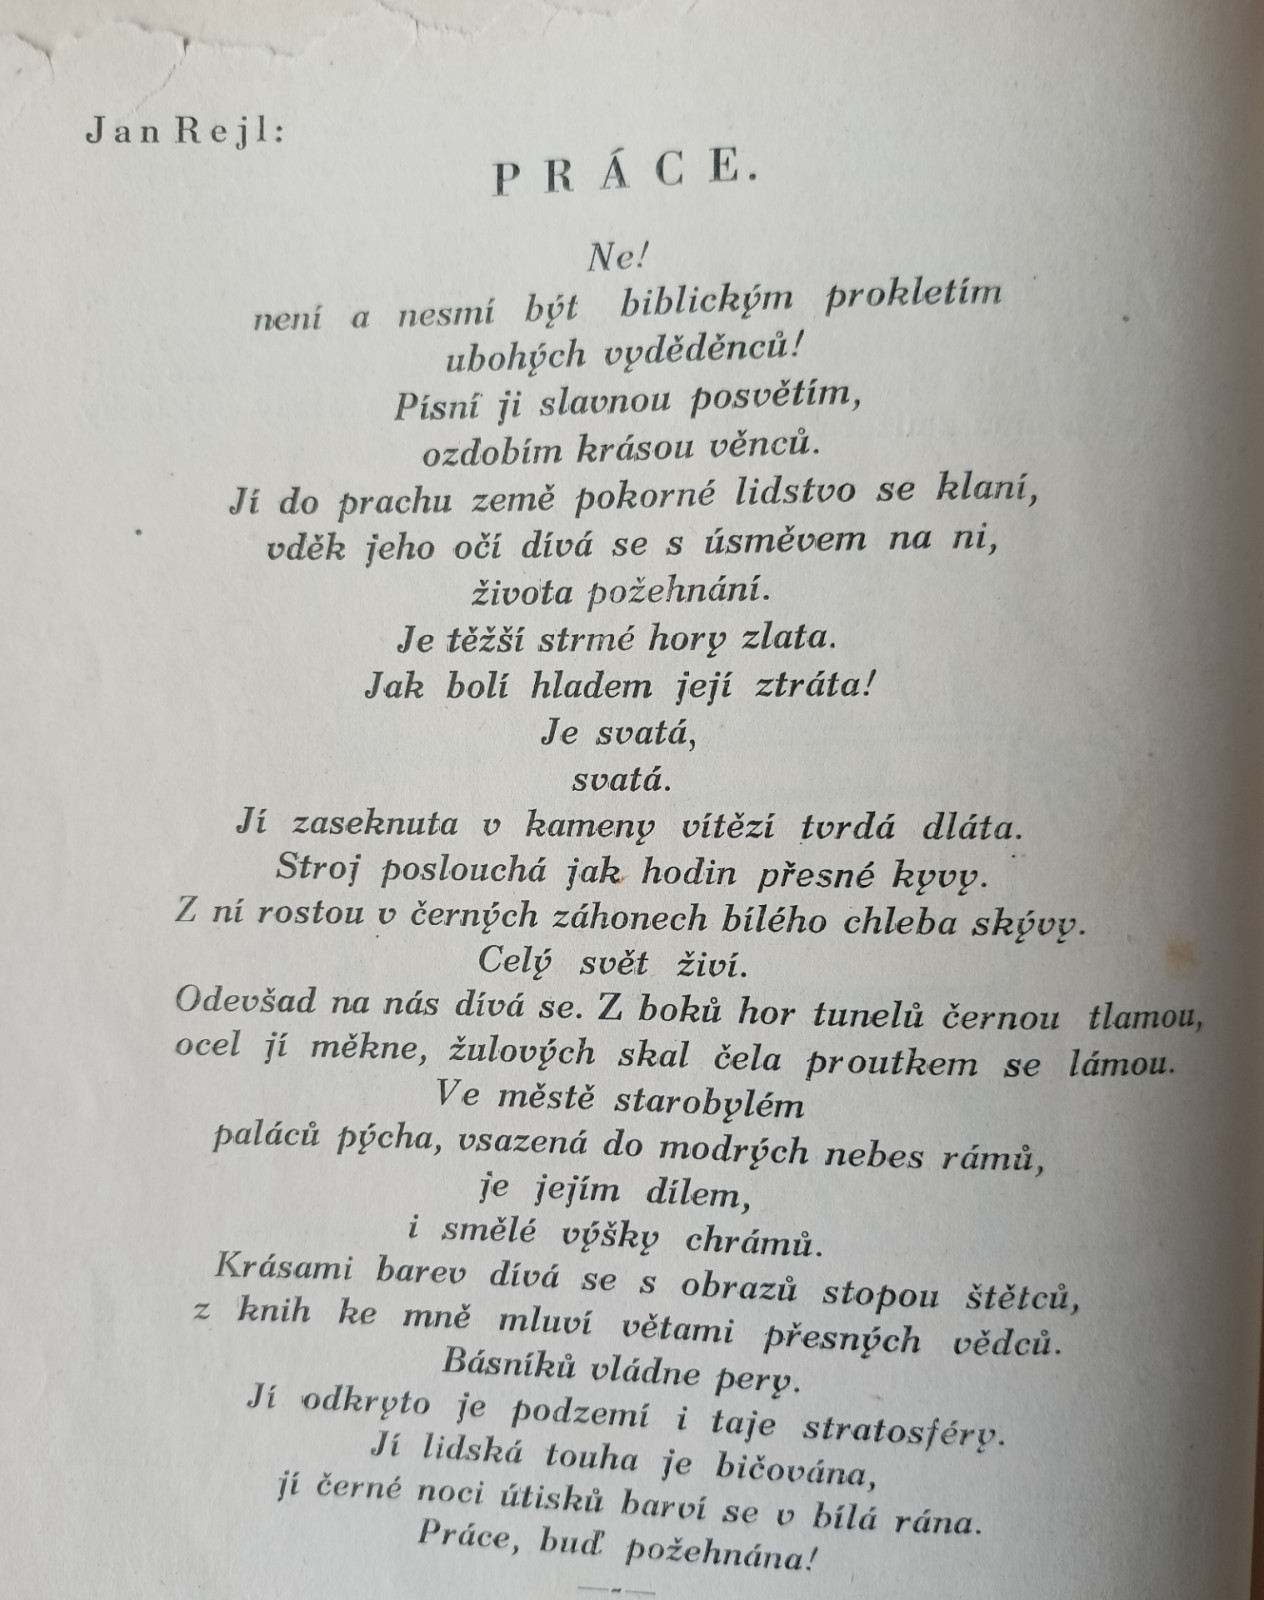 Jan Rejl:
PRÁCE.
Ne!
není a nesmí být biblickým prokletím
ubohých vyděděnců!
Písní ji slavnou posvětím,
ozdobím krásou věnců.
Jí do prachu země pokorné lidstvo se klaní,
vděk jeho očí dívá se s úsměvem na ni,
života požehnání.
Je těžší strmé hory zlata.
Jak bolí hladem její ztráta!
Je svatá,
svatá.
Jí zaseknuta v kameny vítězí tvrdá dláta.
Stroj poslouchá jak hodin přesné kyvy.
Z ní rostou v černých záhonech bílého chleba skývy.
Celý svět živí.
Odevšad na nás dívá se. Z boků hor tunelů černou tlamou,
ocel jí měkne, žulových skal čela proutkem se lámou.
Ve městě starobylém
paláců pýcha, vsazená do modrých nebes rámů,
je jejím dílem,
i smělé výšky chrámů.
Krásami barev dívá se s obrazů stopou štětců,
z knih ke mně mluví větami přesných vědců.
Básníků vládne pery.
Jí odkryto je podzemí i taje stratosféry.
Jí lidská touha je bičována,
jí černé noci útisků barví se v bílá rána.
Práce, buď požehnána!